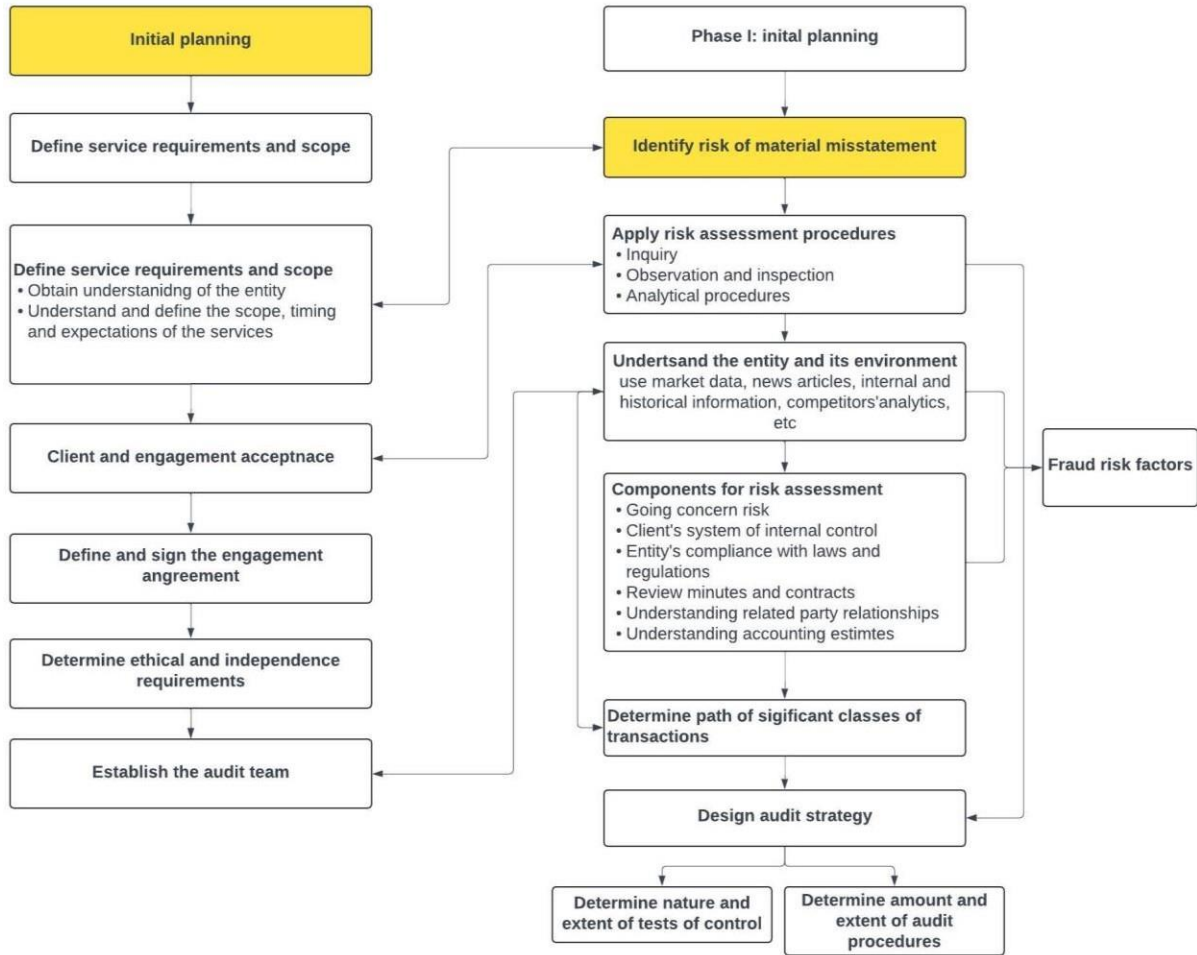 Initial planning
Define service requirements and scope
Define service requirements and scope
• Obtain understanidng of the entity
• Understand and define the scope, timing
and expectations of the services
Client and engagement acceptnace
Define and sign the engagement
angreement
Determine ethical and independence
requirements
Establish the audit team
Phase I: inital planning
Identify risk of material misstatement
Apply risk assessment procedures
• Inquiry
• Observation and inspection
• Analytical procedures
Undertsand the entity and its environment
use market data, news articles, internal and
historical information, competitors'analytics,
etc
Components for risk assessment
• Going concern risk
• Client's system of internal control
• Entity's compliance with laws and
regulations
• Review minutes and contracts
• Understanding related party relationships
• Understanding accounting estimtes
Determine path of sigificant classes of
transactions
Design audit strategy
Determine nature and
extent of tests of control
Determine amount and
extent of audit
procedures
Fraud risk factors